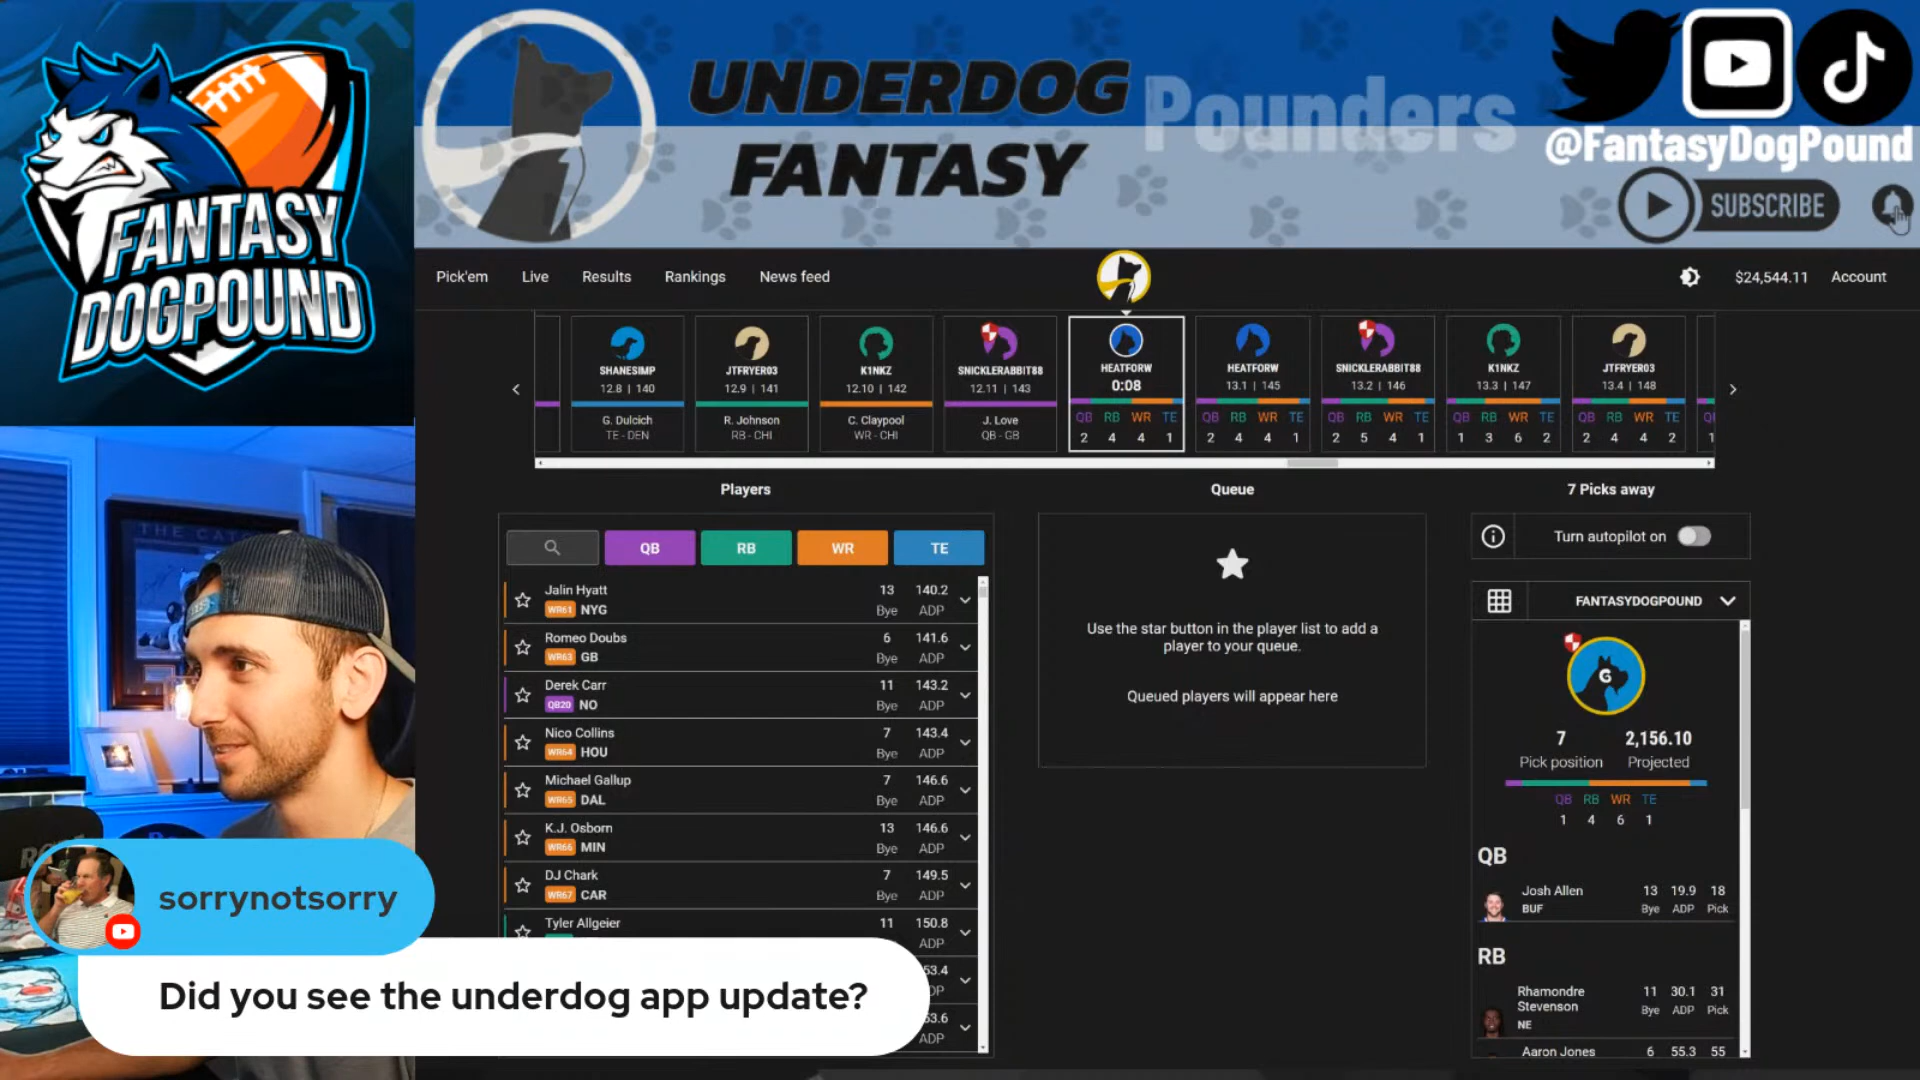 FANTASY
DOGPOUND
UNDERDOG
FANTASY
Pounders
@FantasyDogPound
SUBSCRIBE
Pick'em Live Results Rankings News feed
$24,544.11 Account
SHANESIMP
12.8 | 140
G. Dulcich
TE - DEN
JTFRYER03
12.9 | 141
R. Johnson
RB - CHI
K1NKZ
12.10 | 142
C. Claypool
WR - CHI
SNICKLERABBIT88
12.11 | 143
J. Love
QB - GB
HEATFORW
0:08
QB RB WR TE
2 4 4 1
HEATFORW
13.1 | 145
QB RB WR TE
2 4 4 1
SNICKLERABBIT88
13.2 | 146
QB RB WR TE
2 5 4 1
K1NKZ
13.3 | 147
QB RB WR TE
1 3 6 2
JTFRYER03
13.4 | 148
QB RB WR TE
2 4 4 2
Players
QB RB WR TE
Jalin Hyatt 13 140.2
WR61 NYG Bye ADP
Romeo Doubs 6 141.6
WR63 GB Bye ADP
Derek Carr 11 143.2
QB20 NO Bye ADP
Nico Collins 7 143.4
WR64 HOU Bye ADP
Michael Gallup 7 146.6
WR65 DAL Bye ADP
K.J. Osborn 13 146.6
WR66 MIN Bye ADP
DJ Chark 7 149.5
WR67 CAR Bye ADP
Tyler Allgeier 11 150.8
ADP
53.4
53.6
ADP
Queue
Use the star button in the player list to add a
player to your queue.
Queued players will appear here
7 Picks away
Turn autopilot on
FANTASYDOGPOUND
G
7 2,156.10
Pick position Projected
QB RB WR TE
1 4 6 1
QB
Josh Allen 13 19.9 18
BUF Bye ADP Pick
RB
Rhamondre 11 30.1 31
Stevenson Bye ADP Pick
NE
Aaron Jones 6 55.3 55
THE CATC
sorrynotsorry
Did you see the underdog app update?